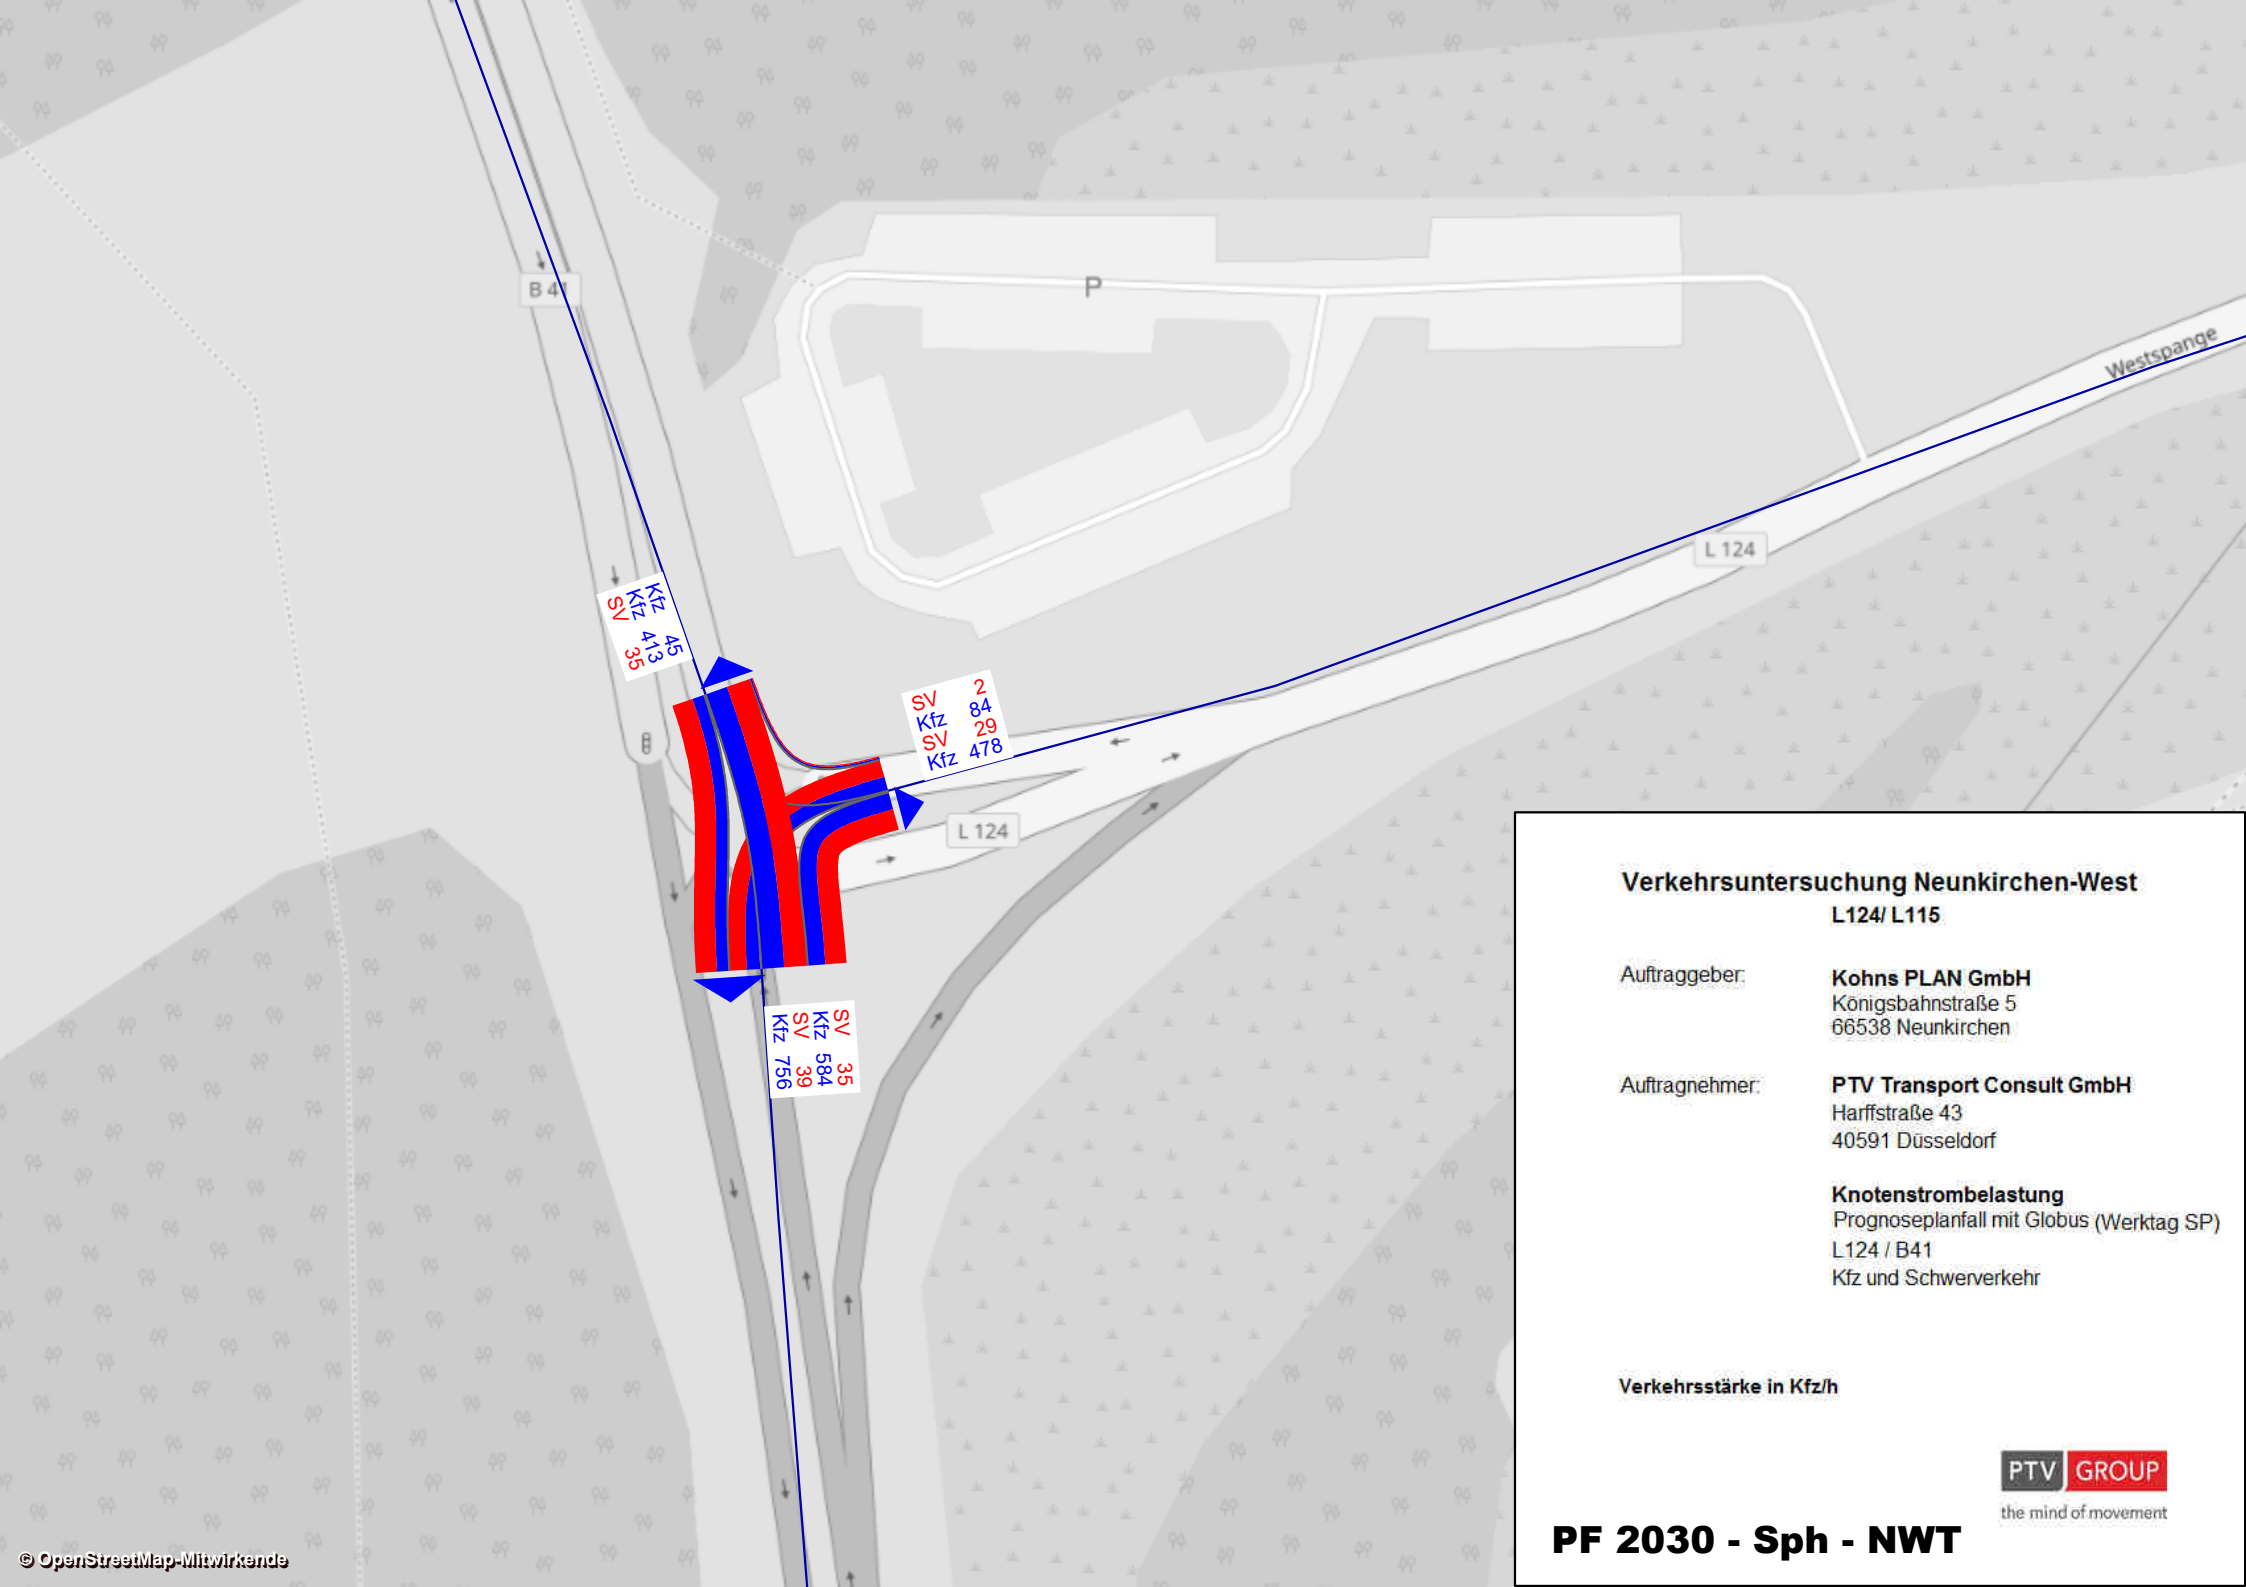 B 41
P
Westspange
L 124
Kfz 45
Kfz 413
SV 35
SV 2
Kfz 84
SV 29
Kfz 478
L 124
SV 35
Kfz 584
SV 39
Kfz 756
Verkehrsuntersuchung Neunkirchen-West
L124/ L115
Auftraggeber: Kohns PLAN GmbH
Königsbahnstraße 5
66538 Neunkirchen
Auftragnehmer: PTV Transport Consult GmbH
Harffstraße 43
40591 Düsseldorf
Knotenstrombelastung
Prognoseplanfall mit Globus (Werktag SP)
L124 / B41
Kfz und Schwerverkehr
Verkehrsstärke in Kfz/h
PTV GROUP
the mind of movement
PF 2030 - Sph - NWT
© OpenStreetMap-Mitwirkende